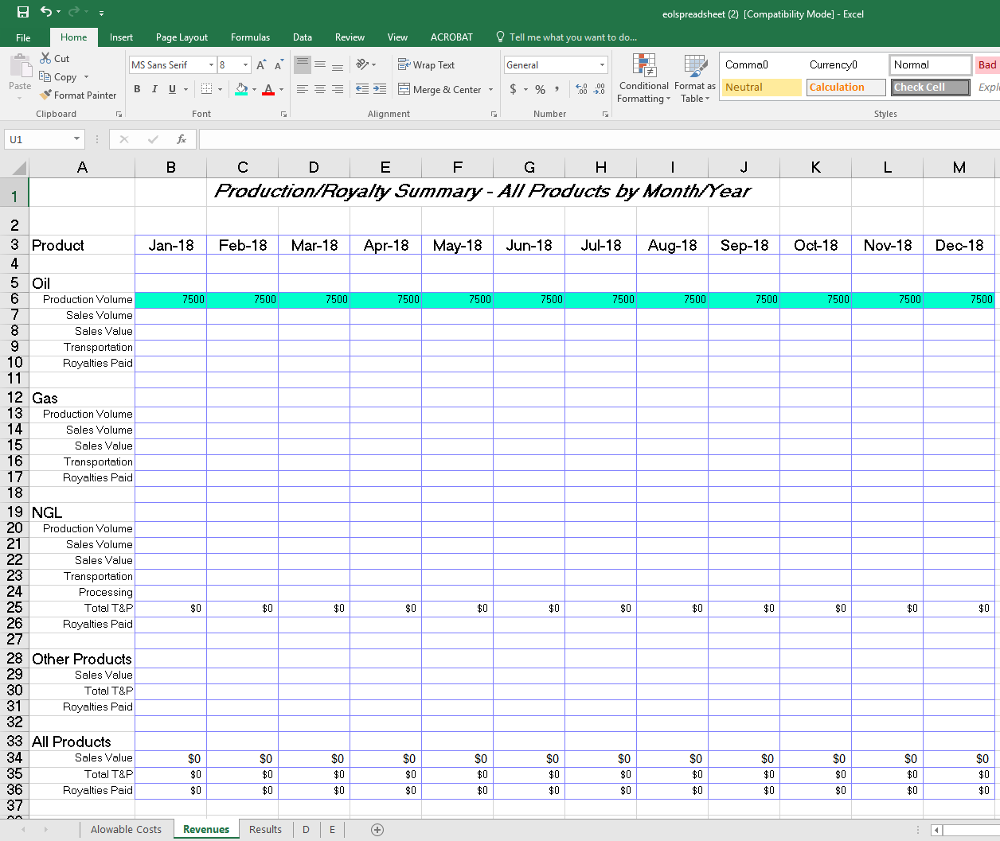 eolspreadsheet (2) [Compatibility Mode] - Excel
File Home Insert Page Layout Formulas Data Review View ACROBAT Tell me what you want to do...
Paste Cut Copy Format Painter
MS Sans Serif 8 A A
B I U A
Wrap Text
Merge & Center
General
$ % , .0 .00 .00 .0
Conditional Formatting Format as Table
Comma0 Currency0 Normal Bad
Neutral Calculation Check Cell Expl
Clipboard Font Alignment Number Styles
U1 fx
A B C D E F G H I J K L M
1 Production/Royalty Summary - All Products by Month/Year
2
3 Product Jan-18 Feb-18 Mar-18 Apr-18 May-18 Jun-18 Jul-18 Aug-18 Sep-18 Oct-18 Nov-18 Dec-18
4
5 Oil
6 Production Volume 7500 7500 7500 7500 7500 7500 7500 7500 7500 7500 7500 7500
7 Sales Volume
8 Sales Value
9 Transportation
10 Royalties Paid
11
12 Gas
13 Production Volume
14 Sales Volume
15 Sales Value
16 Transportation
17 Royalties Paid
18
19 NGL
20 Production Volume
21 Sales Volume
22 Sales Value
23 Transportation
24 Processing
25 Total T&P $0 $0 $0 $0 $0 $0 $0 $0 $0 $0 $0 $0
26 Royalties Paid
27
28 Other Products
29 Sales Value
30 Total T&P
31 Royalties Paid
32
33 All Products
34 Sales Value $0 $0 $0 $0 $0 $0 $0 $0 $0 $0 $0 $0
35 Total T&P $0 $0 $0 $0 $0 $0 $0 $0 $0 $0 $0 $0
36 Royalties Paid $0 $0 $0 $0 $0 $0 $0 $0 $0 $0 $0 $0
37
Alowable Costs Revenues Results D E